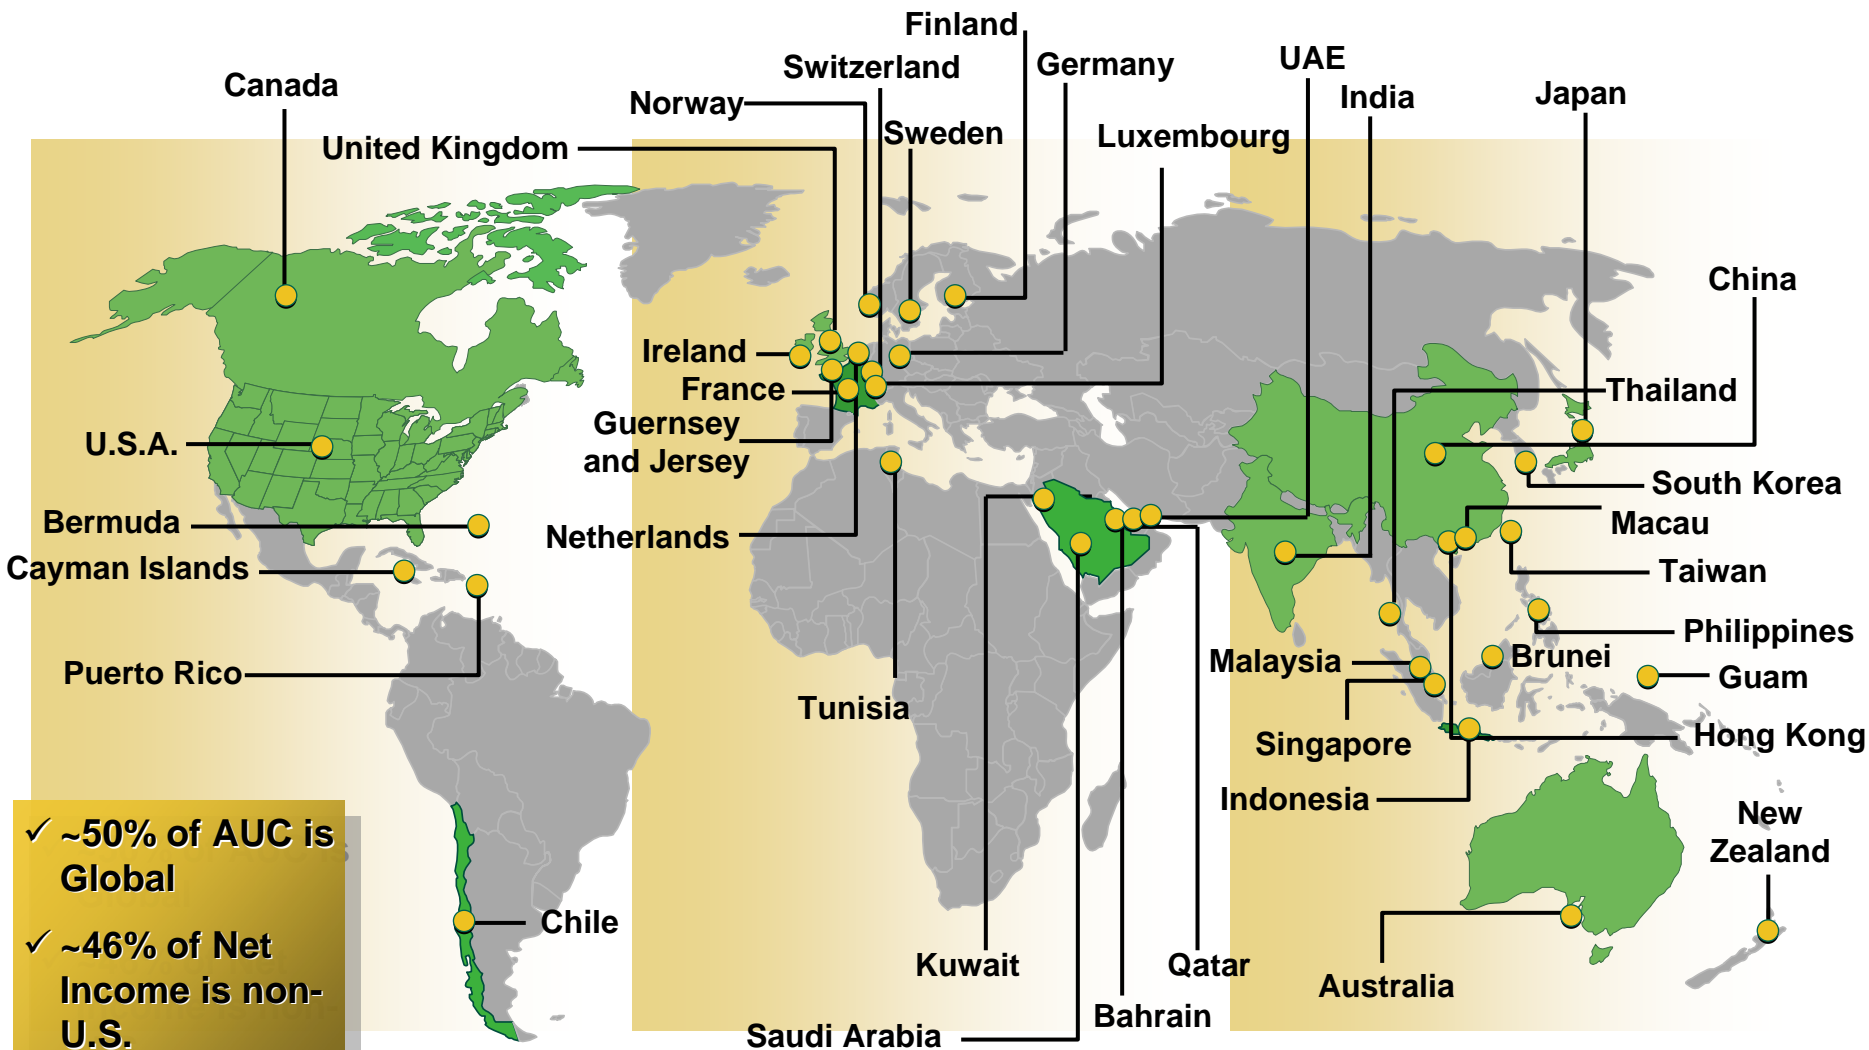 Finland
Switzerland
Germany
UAE
Canada
Norway
India
Japan
United Kingdom
Sweden
Luxembourg
China
Ireland
France
Thailand
Guernsey
and Jersey
U.S.A.
South Korea
Macau
Bermuda
Netherlands
Cayman Islands
Taiwan
Philippines
Puerto Rico
Malaysia
Brunei
Guam
Tunisia
Singapore
Hong Kong
Indonesia
New
Zealand
✓ ~50% of AUC is
Global
✓ ~46% of Net
Income is non-
U.S.
Chile
Kuwait
Qatar
Australia
Bahrain
Saudi Arabia